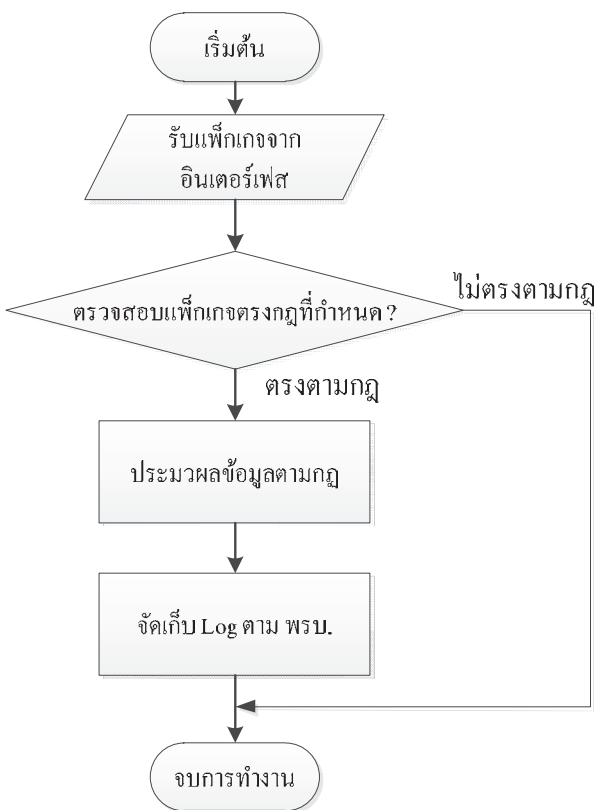 เริ่มต้น
รับแพ็กเกจจาก
อินเตอร์เฟส
ตรวจสอบแพ็กเกจตรงกฎที่กำหนด ?
ไม่ตรงตามกฎ
ตรงตามกฎ
ประมวผลข้อมูลตามกฏ
จัดเก็บ Log ตาม พรบ.
จบการทำงาน